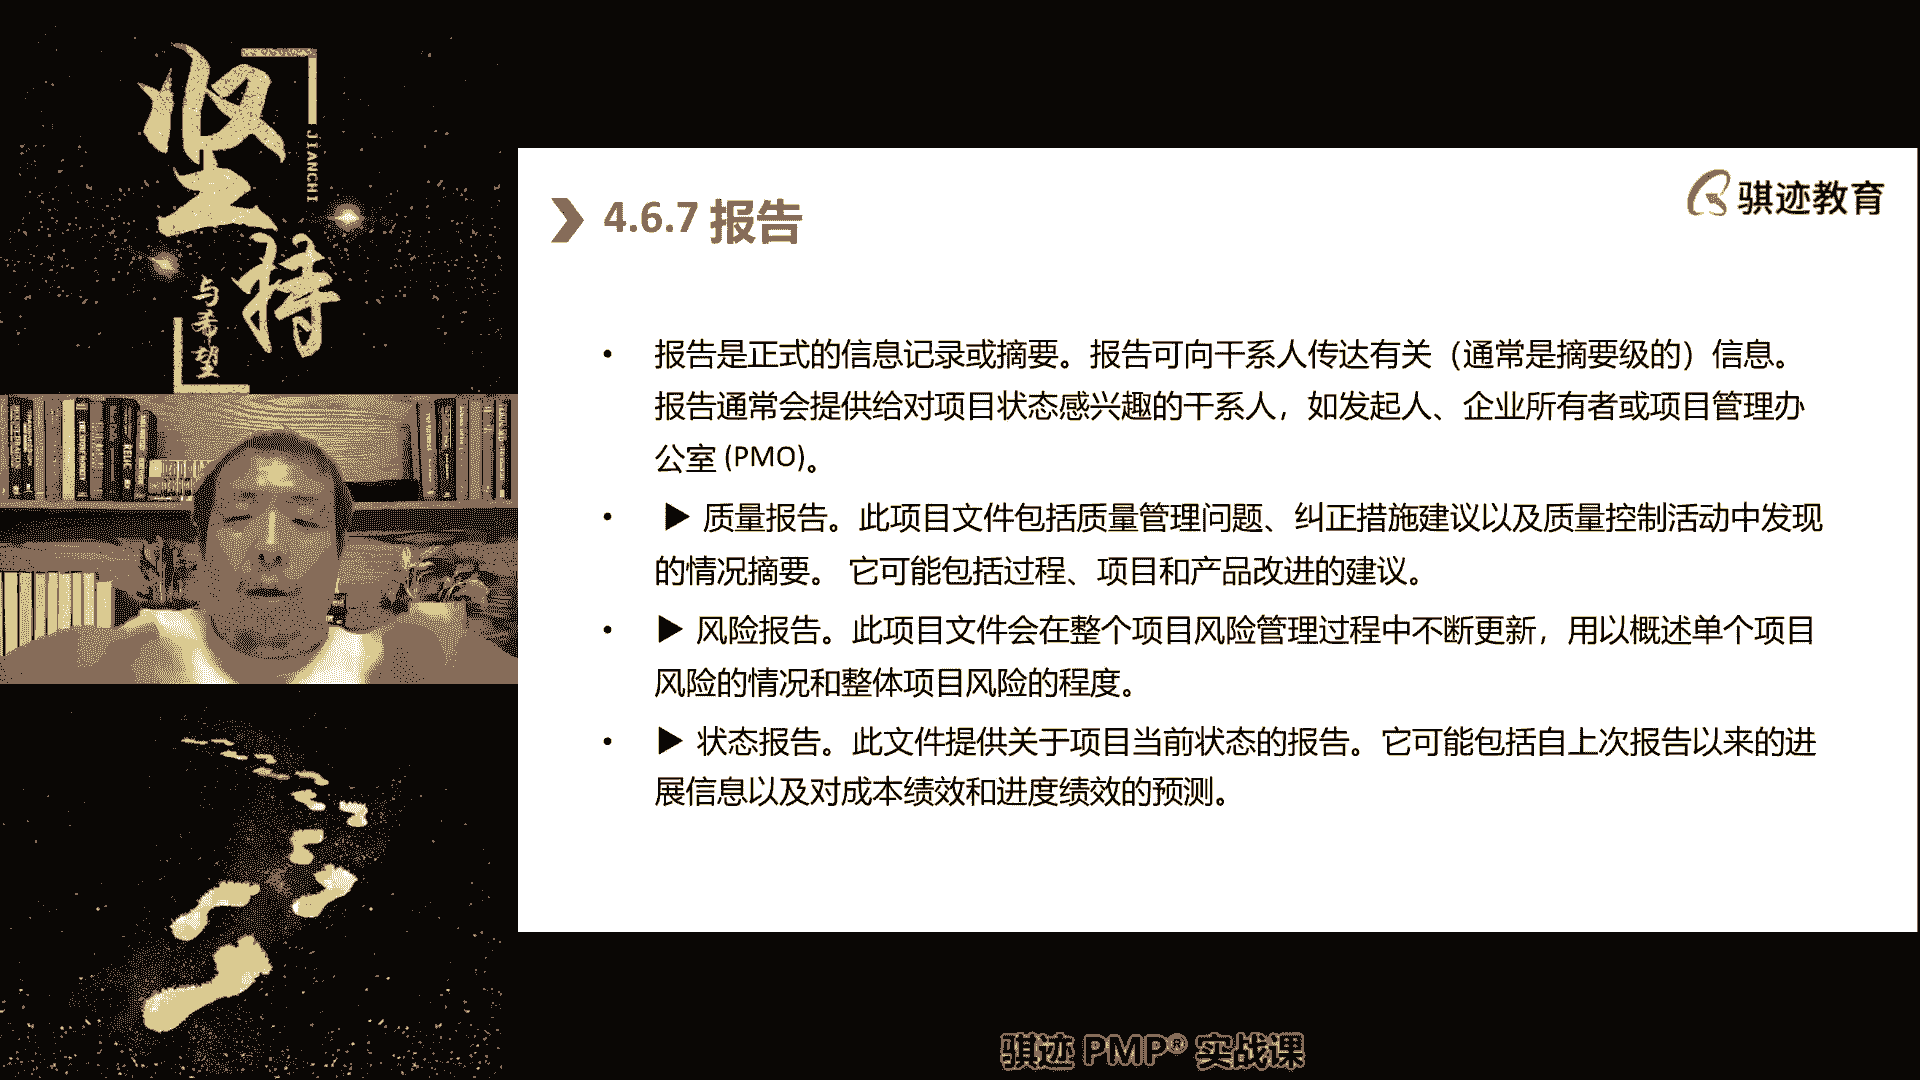 坚持
JIANCHI
与希望
骐迹教育
4.6.7 报告
• 报告是正式的信息记录或摘要。报告可向干系人传达有关（通常是摘要级的）信息。
报告通常会提供给对项目状态感兴趣的干系人，如发起人、企业所有者或项目管理办
公室 (PMO)。
• ▶ 质量报告。此项目文件包括质量管理问题、纠正措施建议以及质量控制活动中发现
的情况摘要。 它可能包括过程、项目和产品改进的建议。
• ▶ 风险报告。此项目文件会在整个项目风险管理过程中不断更新，用以概述单个项目
风险的情况和整体项目风险的程度。
• ▶ 状态报告。此文件提供关于项目当前状态的报告。它可能包括自上次报告以来的进
展信息以及对成本绩效和进度绩效的预测。
骐迹 PMP® 实战课